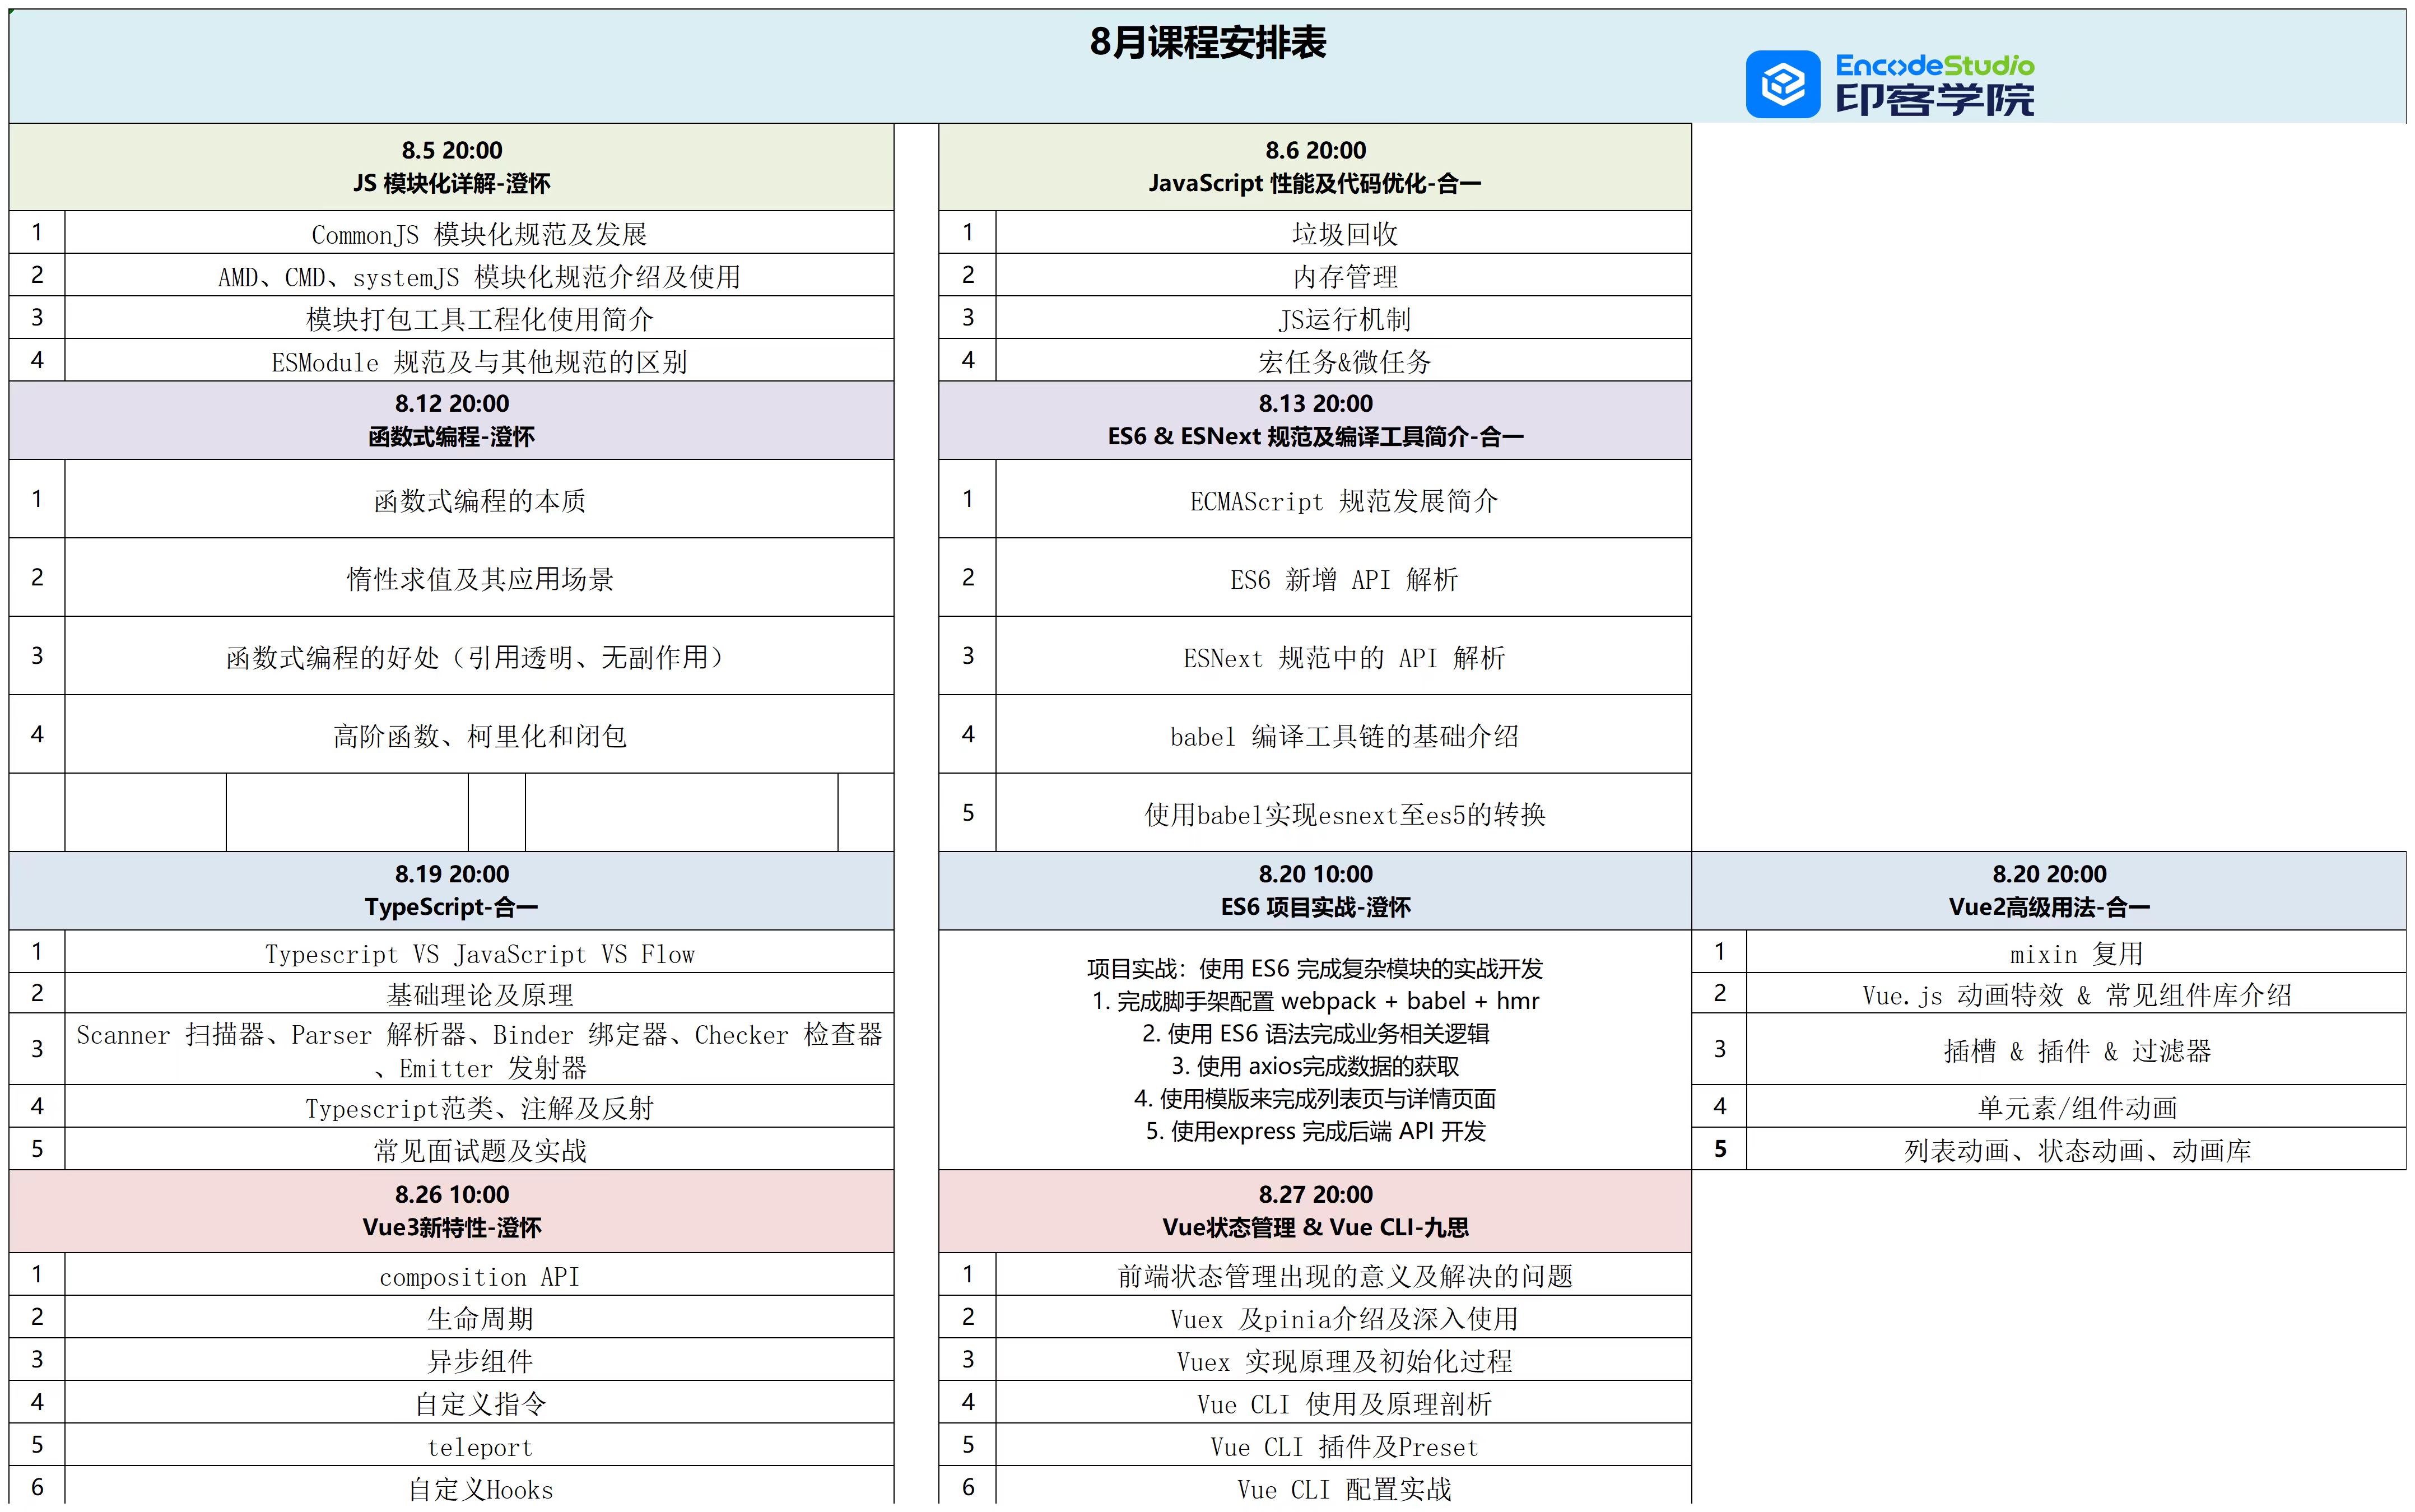 8月课程安排表
EncodeStudio
印客学院
8.5 20:00
JS 模块化详解-澄怀
1 CommonJS 模块化规范及发展
2 AMD、CMD、systemJS 模块化规范介绍及使用
3 模块打包工具工程化使用简介
4 ESModule 规范及与其他规范的区别
8.6 20:00
JavaScript 性能及代码优化-合一
1 垃圾回收
2 内存管理
3 JS运行机制
4 宏任务&微任务
8.12 20:00
函数式编程-澄怀
1 函数式编程的本质
2 惰性求值及其应用场景
3 函数式编程的好处（引用透明、无副作用）
4 高阶函数、柯里化和闭包
8.13 20:00
ES6 & ESNext 规范及编译工具简介-合一
1 ECMAScript 规范发展简介
2 ES6 新增 API 解析
3 ESNext 规范中的 API 解析
4 babel 编译工具链的基础介绍
5 使用babel实现esnext至es5的转换
8.19 20:00
TypeScript-合一
1 Typescript VS JavaScript VS Flow
2 基础理论及原理
3 Scanner 扫描器、Parser 解析器、Binder 绑定器、Checker 检查器
、Emitter 发射器
4 Typescript范类、注解及反射
5 常见面试题及实战
8.20 10:00
ES6 项目实战-澄怀
项目实战：使用 ES6 完成复杂模块的实战开发
1. 完成脚手架配置 webpack + babel + hmr
2. 使用 ES6 语法完成业务相关逻辑
3. 使用 axios完成数据的获取
4. 使用模版来完成列表页与详情页面
5. 使用express 完成后端 API 开发
8.20 20:00
Vue2高级用法-合一
1 mixin 复用
2 Vue.js 动画特效 & 常见组件库介绍
3 插槽 & 插件 & 过滤器
4 单元素/组件动画
5 列表动画、状态动画、动画库
8.26 10:00
Vue3新特性-澄怀
1 composition API
2 生命周期
3 异步组件
4 自定义指令
5 teleport
6 自定义Hooks
8.27 20:00
Vue状态管理 & Vue CLI-九思
1 前端状态管理出现的意义及解决的问题
2 Vuex 及pinia介绍及深入使用
3 Vuex 实现原理及初始化过程
4 Vue CLI 使用及原理剖析
5 Vue CLI 插件及Preset
6 Vue CLI 配置实战